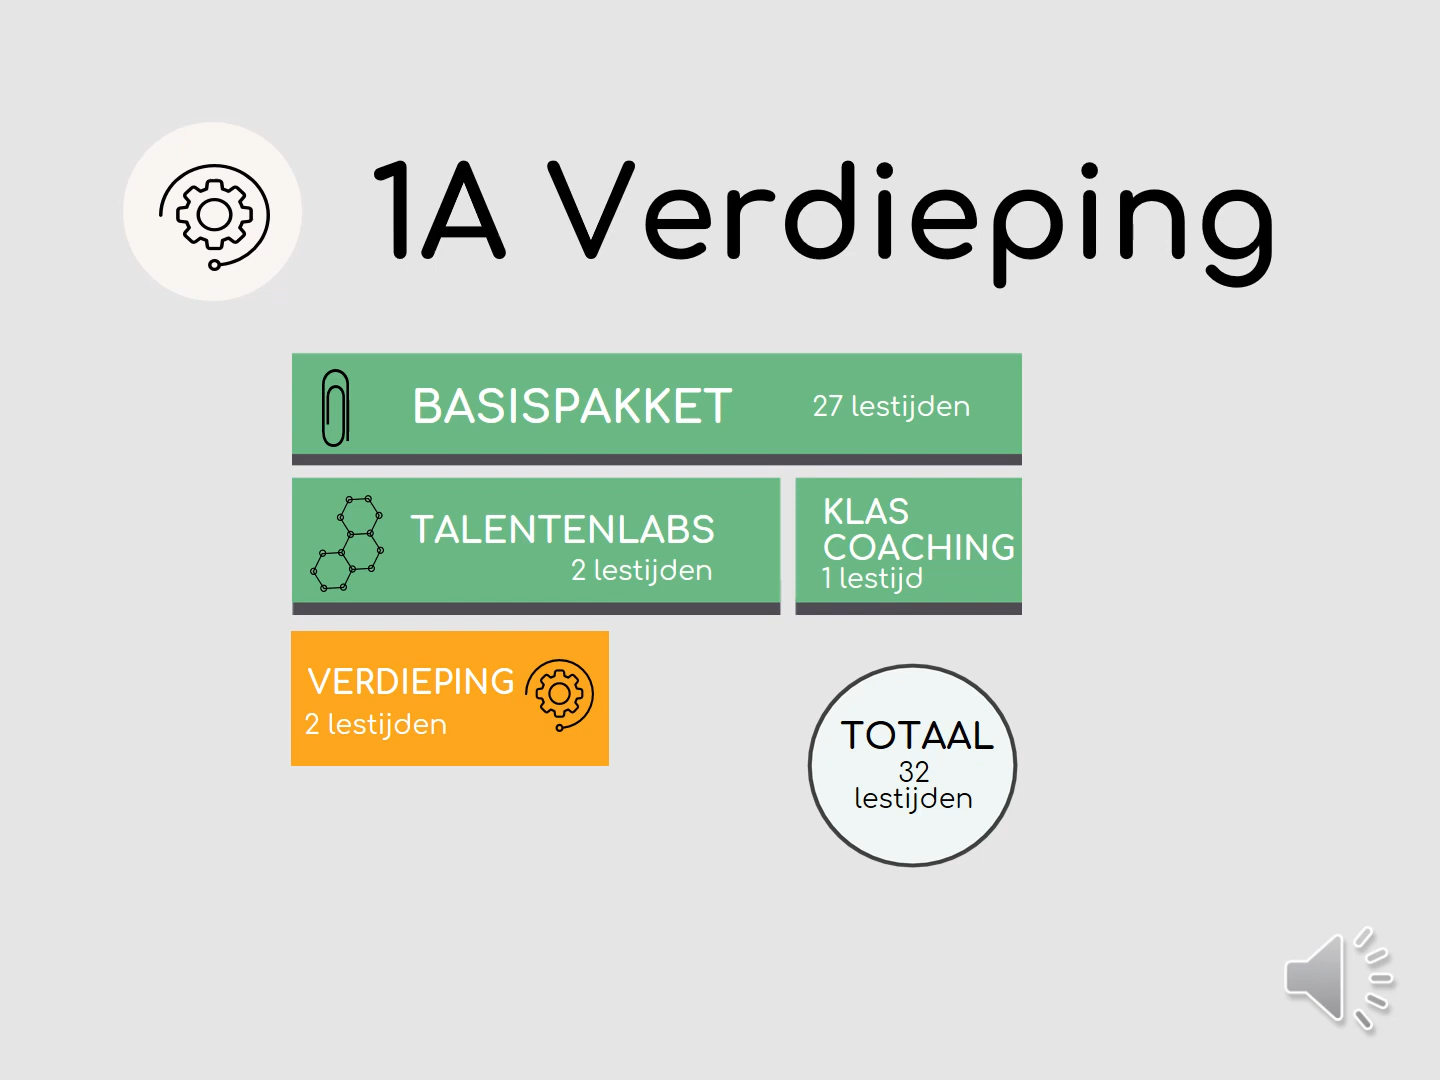 1A Verdieping
BASISPAKKET
27 lestijden
TALENTENLABS
2 lestijden
KLAS
COACHING
1 lestijd
VERDIEPING
2 lestijden
TOTAAL
32
lestijden